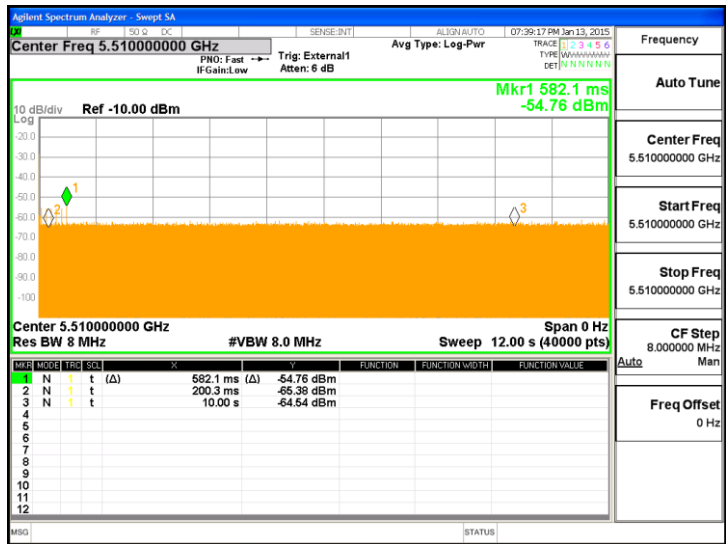 Agilent Spectrum Analyzer - Swept SA
RF 50 Ω DC SENSE:INT ALIGN AUTO 07:39:17 PM Jan 13, 2015
Center Freq 5.510000000 GHz Avg Type: Log-Pwr TRACE 1 2 3 4 5 6
PNO: Fast Trig: External1 TYPE WWWWWW
IFGain:Low Atten: 6 dB DET N N N N N N
Frequency
Mkr1 582.1 ms
-54.76 dBm
10 dB/div Ref -10.00 dBm
Log
-20.0
-30.0
-40.0
-50.0
-60.0
-70.0
-80.0
-90.0
-100
1
2
3
Center 5.510000000 GHz Span 0 Hz
Res BW 8 MHz #VBW 8.0 MHz Sweep 12.00 s (40000 pts)
MKR MODE TRC SCL X Y FUNCTION FUNCTION WIDTH FUNCTION VALUE
1 N 1 t (Δ) 582.1 ms (Δ) -54.76 dBm
2 N 1 t 200.3 ms -65.38 dBm
3 N 1 t 10.00 s -64.54 dBm
4
5
6
7
8
9
10
11
12
Auto Tune
Center Freq
5.510000000 GHz
Start Freq
5.510000000 GHz
Stop Freq
5.510000000 GHz
CF Step
8.000000 MHz
Auto Man
Freq Offset
0 Hz
MSG STATUS